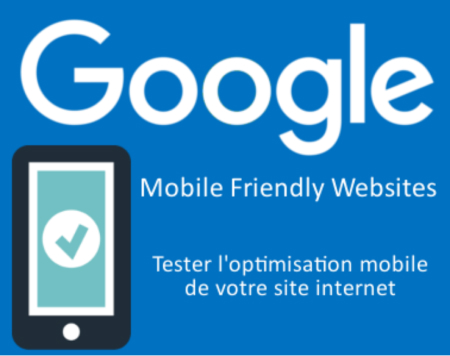 Google
Mobile Friendly Websites
Tester l'optimisation mobile
de votre site internet